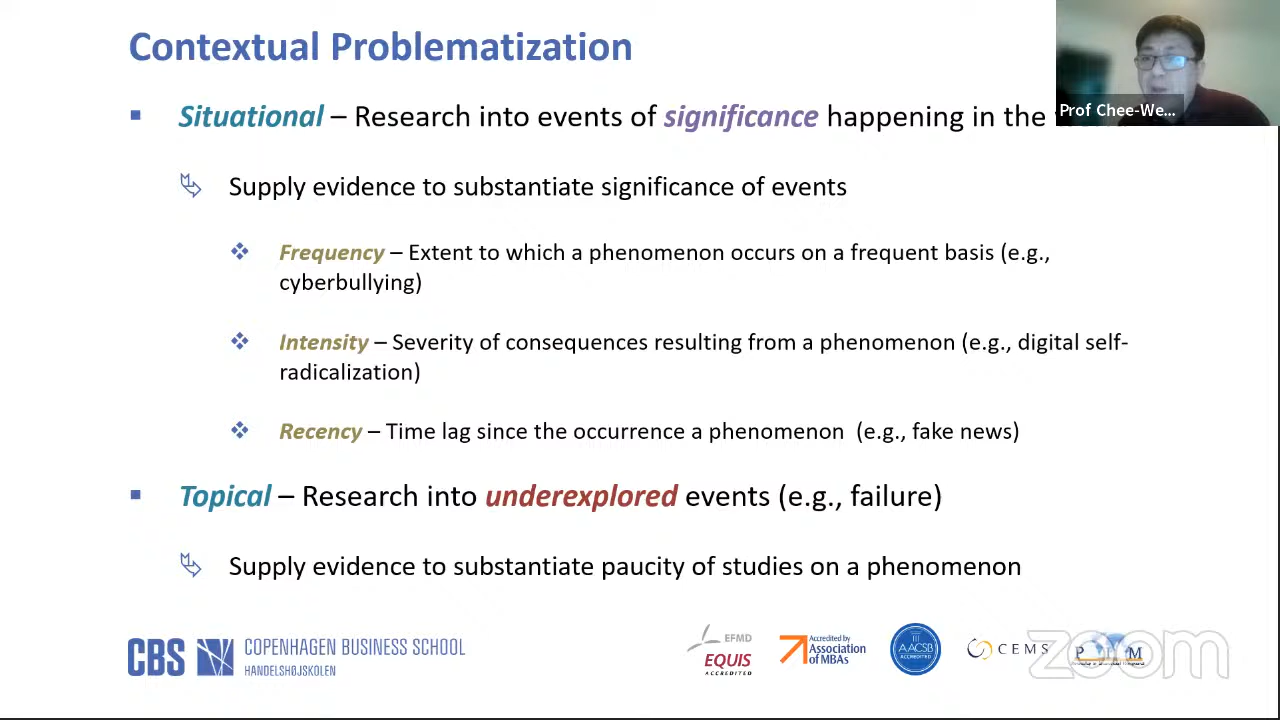 Contextual Problematization
Situational – Research into events of significance happening in the
Prof Chee-We...
Supply evidence to substantiate significance of events
Frequency – Extent to which a phenomenon occurs on a frequent basis (e.g.,
cyberbullying)
Intensity – Severity of consequences resulting from a phenomenon (e.g., digital self-
radicalization)
Recency – Time lag since the occurrence a phenomenon (e.g., fake news)
Topical – Research into underexplored events (e.g., failure)
Supply evidence to substantiate paucity of studies on a phenomenon
CBS COPENHAGEN BUSINESS SCHOOL
HANDELSHØJSKOLEN
EFMD
EQUIS
ACCREDITED
Accredited by
Association
of MBAs
AACSB
ACCREDITED
CEMS
P I M
zoom